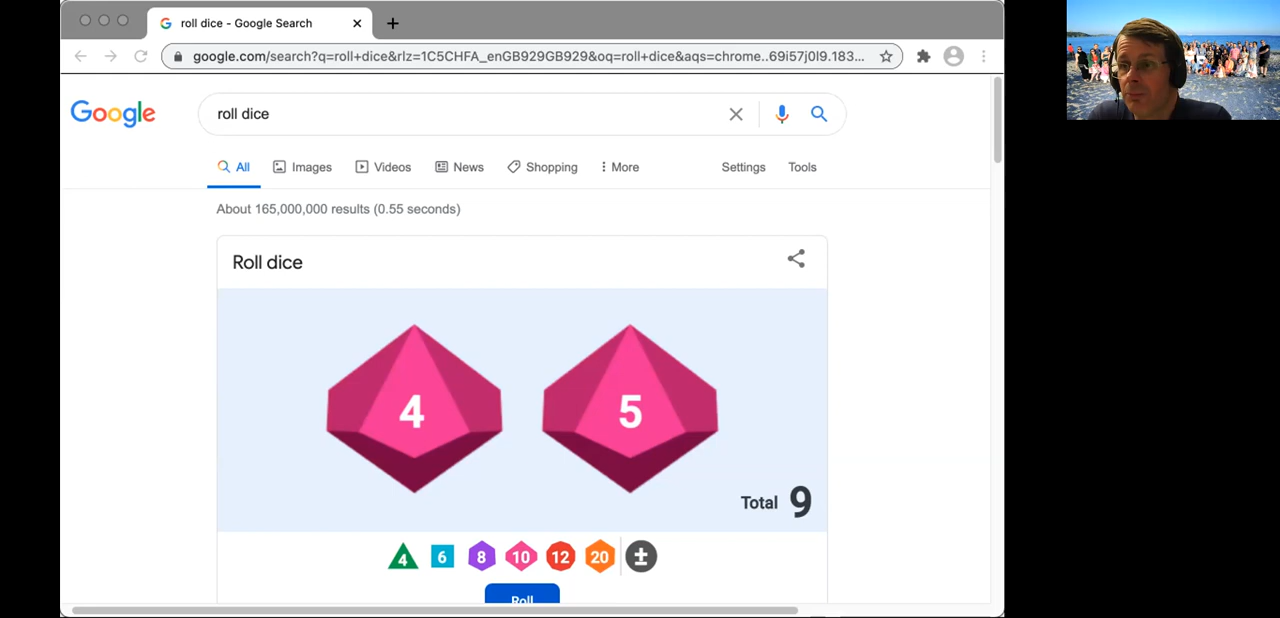 roll dice - Google Search
google.com/search?q=roll+dice&rlz=1C5CHFA_enGB929GB929&oq=roll+dice&aqs=chrome..69i57j0l9.183...
Google
roll dice
All Images Videos News Shopping More Settings Tools
About 165,000,000 results (0.55 seconds)
Roll dice
4 5
Total 9
4 6 8 10 12 20 ±
Roll